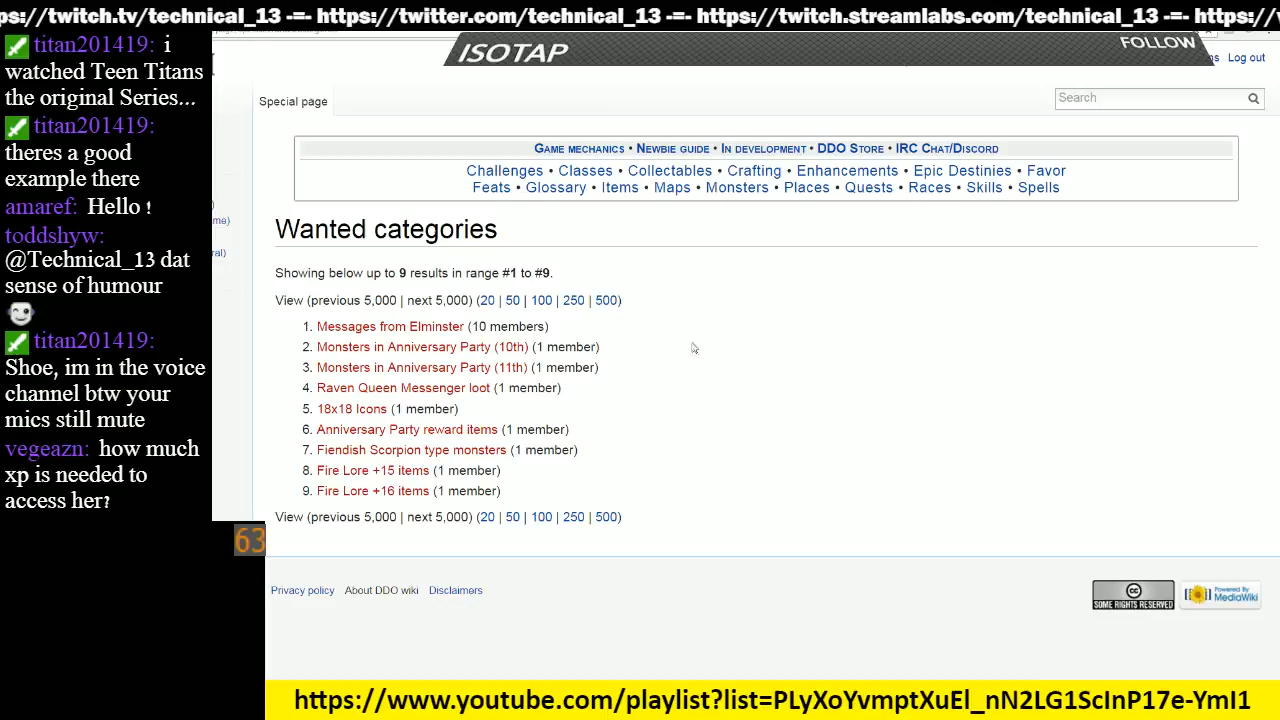 ps://twitch.tv/technical_13 -=- https://twitter.com/technical_13 -=- https://twitch.streamlabs.com/technical_13 -=- https://
titan201419: i
watched Teen Titans
the original Series...
titan201419:
theres a good
example there
amaref: Hello !
toddshyw:
@Technical_13 dat
sense of humour
titan201419:
Shoe, im in the voice
channel btw your
mics still mute
vegeazn: how much
xp is needed to
access her?
63
ISOTAP
FOLLOW
Log out
Special page
Search
Game mechanics • Newbie guide • In development • DDO Store • IRC Chat/Discord
Challenges • Classes • Collectables • Crafting • Enhancements • Epic Destinies • Favor
Feats • Glossary • Items • Maps • Monsters • Places • Quests • Races • Skills • Spells
Wanted categories
Showing below up to 9 results in range #1 to #9.
View (previous 5,000 | next 5,000) (20 | 50 | 100 | 250 | 500)
1. Messages from Elminster (10 members)
2. Monsters in Anniversary Party (10th) (1 member)
3. Monsters in Anniversary Party (11th) (1 member)
4. Raven Queen Messenger loot (1 member)
5. 18x18 Icons (1 member)
6. Anniversary Party reward items (1 member)
7. Fiendish Scorpion type monsters (1 member)
8. Fire Lore +15 items (1 member)
9. Fire Lore +16 items (1 member)
View (previous 5,000 | next 5,000) (20 | 50 | 100 | 250 | 500)
Privacy policy About DDO wiki Disclaimers
CC SOME RIGHTS RESERVED
Powered By MediaWiki
https://www.youtube.com/playlist?list=PLyXoYvmptXuEl_nN2LG1ScInP17e-YmI1